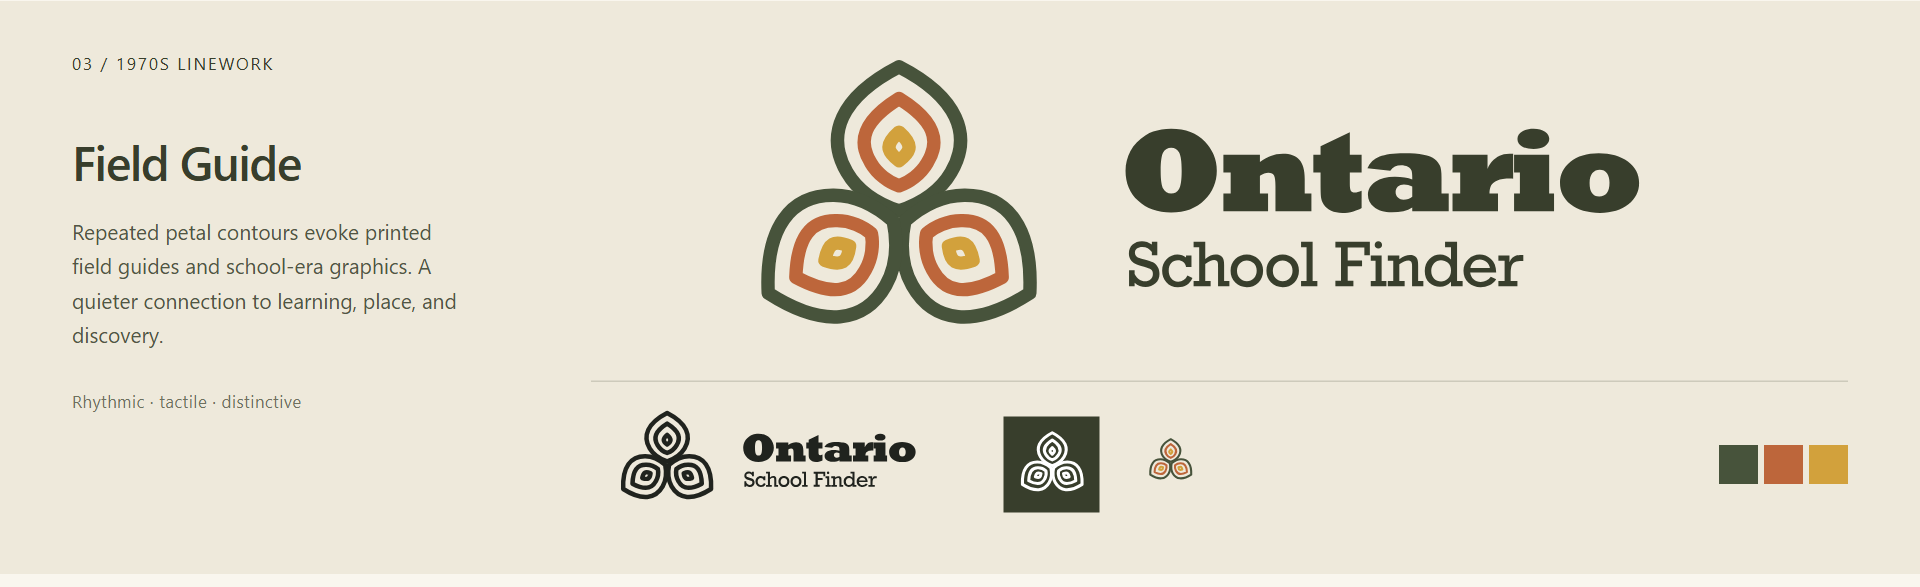 03 / 1970S LINEWORK
Field Guide
Repeated petal contours evoke printed
field guides and school-era graphics. A
quieter connection to learning, place, and
discovery.
Rhythmic · tactile · distinctive
Ontario
School Finder
Ontario
School Finder